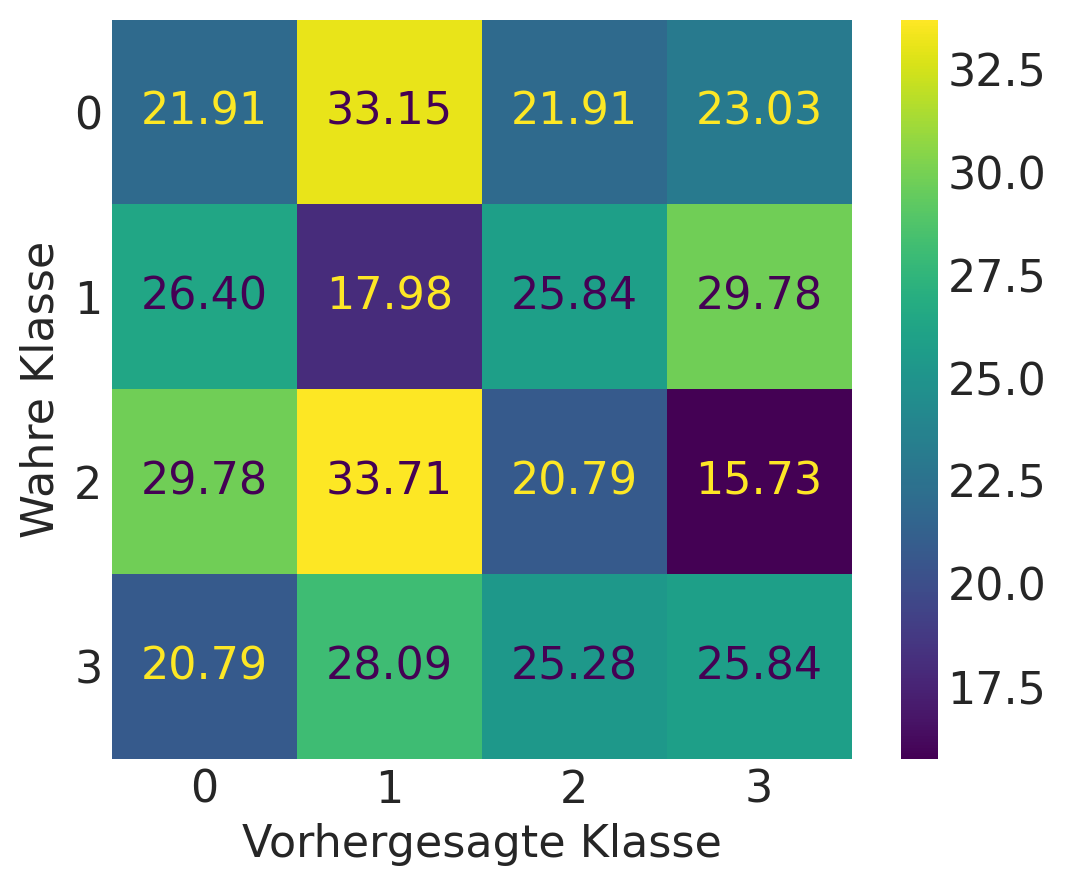 0 21.91 33.15 21.91 23.03
1 26.40 17.98 25.84 29.78
2 29.78 33.71 20.79 15.73
3 20.79 28.09 25.28 25.84
0 1 2 3
Vorhergesagte Klasse
Wahre Klasse
32.5
30.0
27.5
25.0
22.5
20.0
17.5